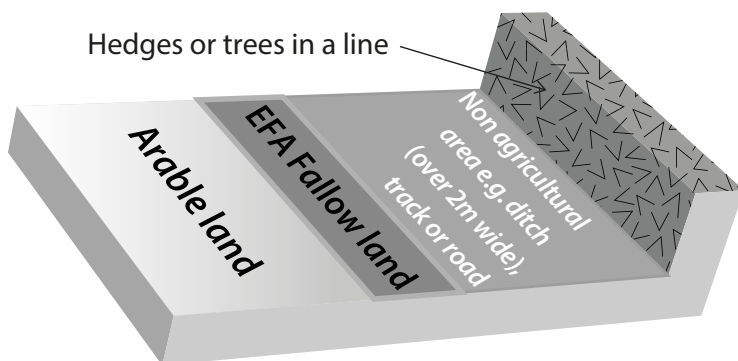 Hedges or trees in a line
Arable land
EFA Fallow land
Non agricultural
area e.g. ditch
(over 2m wide),
track or road